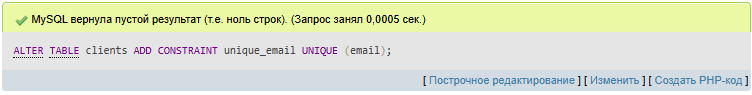 MySQL вернула пустой результат (т.е. ноль строк). (Запрос занял 0,0005 сек.)
ALTER TABLE clients ADD CONSTRAINT unique_email UNIQUE (email);
[ Построчное редактирование ] [ Изменить ] [ Создать PHP-код ]